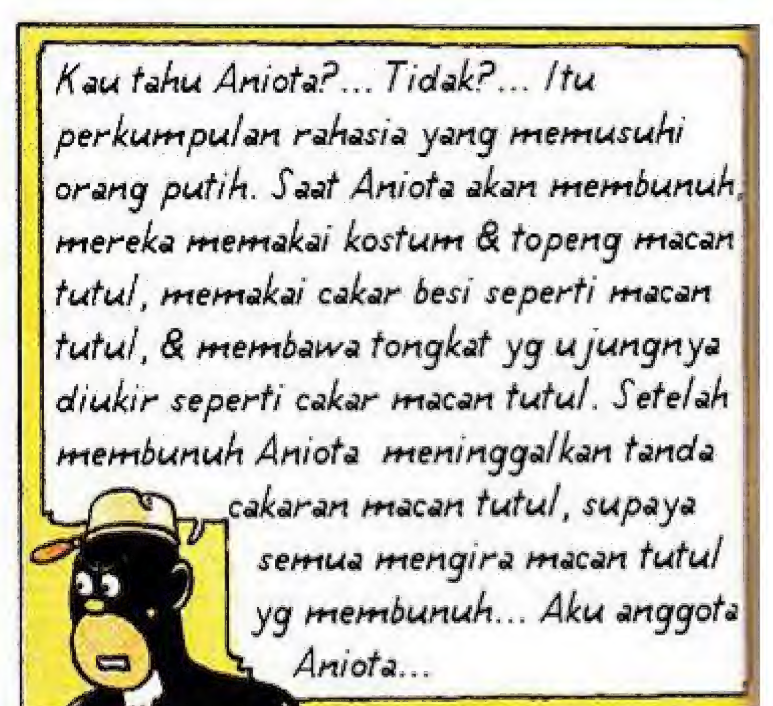 Kau tahu Aniota?... Tidak?... Itu
perkumpulan rahasia yang memusuhi
orang putih. Saat Aniota akan membunuh,
mereka memakai kostum & topeng macan
tutul, memakai cakar besi seperti macan
tutul, & membawa tongkat yg ujungnya
diukir seperti cakar macan tutul. Setelah
membunuh Aniota meninggalkan tanda
cakaran macan tutul, supaya
semua mengira macan tutul
yg membunuh... Aku anggota
Aniota...